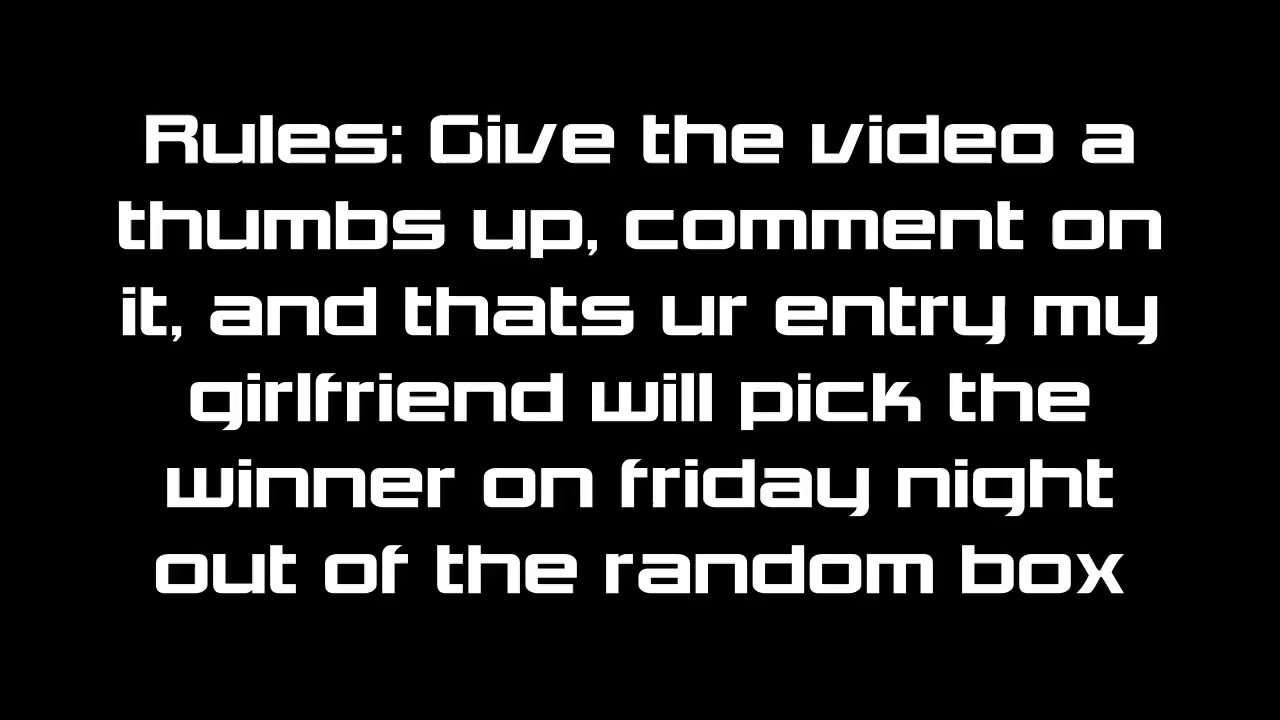 Rules: Give the video a
thumbs up, comment on
it, and thats ur entry my
girlfriend will pick the
winner on friday night
out of the random box